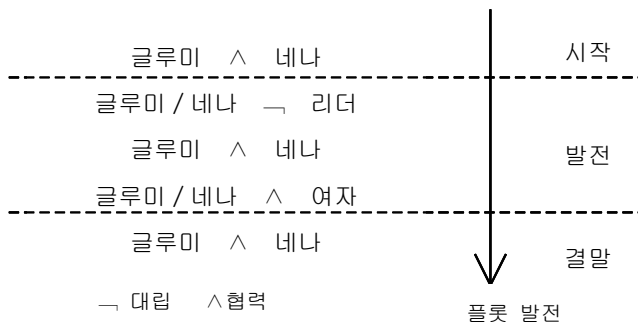 글루미 ∧ 네나 시작
글루미 / 네나 ㄱ 리더
글루미 ∧ 네나 발전
글루미 / 네나 ∧ 여자
글루미 ∧ 네나 결말
ㄱ 대립 ∧협력
플롯 발전